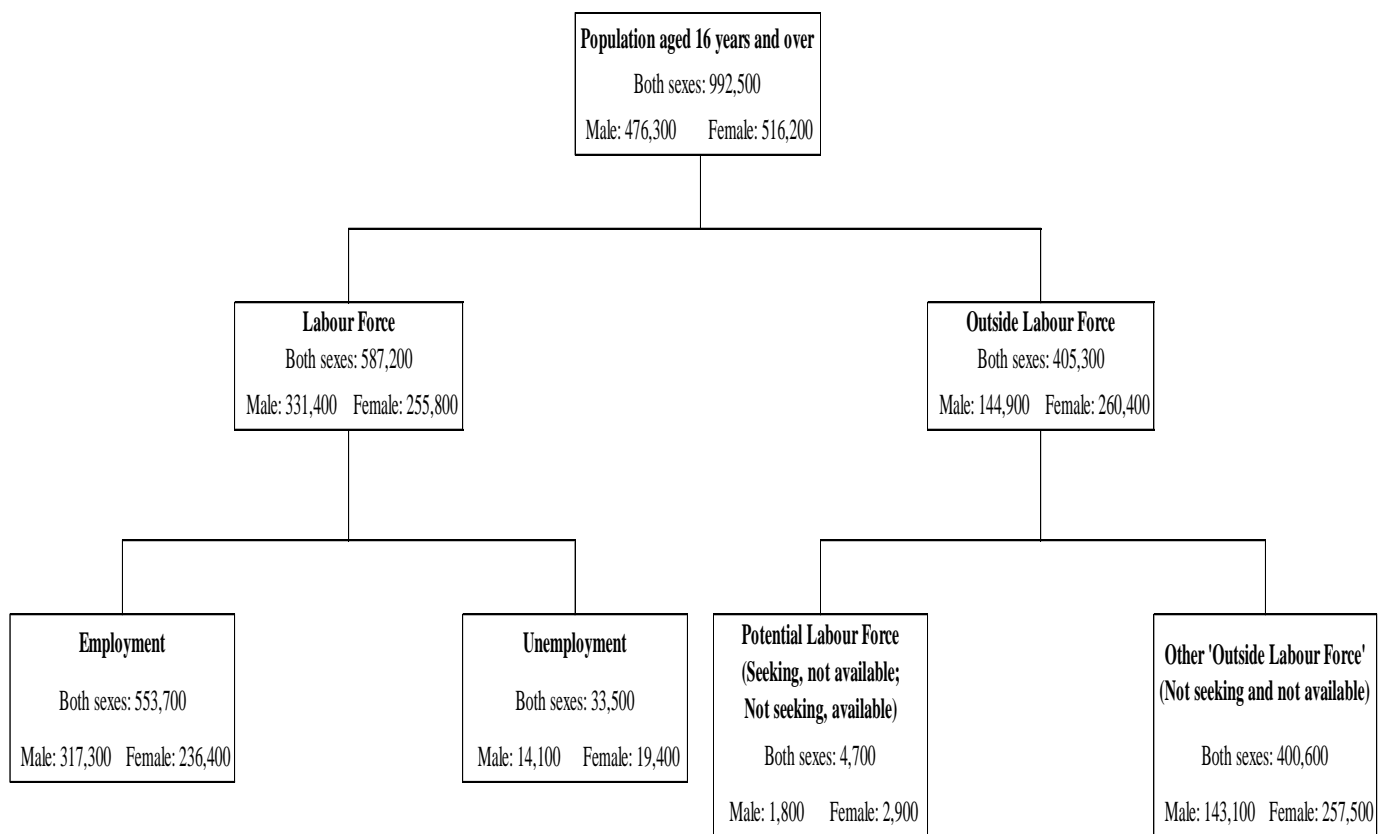 Population aged 16 years and over
Both sexes: 992,500
Male: 476,300 Female: 516,200
Labour Force
Both sexes: 587,200
Male: 331,400 Female: 255,800
Outside Labour Force
Both sexes: 405,300
Male: 144,900 Female: 260,400
Employment
Both sexes: 553,700
Male: 317,300 Female: 236,400
Unemployment
Both sexes: 33,500
Male: 14,100 Female: 19,400
Potential Labour Force
(Seeking, not available;
Not seeking, available)
Both sexes: 4,700
Male: 1,800 Female: 2,900
Other 'Outside Labour Force'
(Not seeking and not available)
Both sexes: 400,600
Male: 143,100 Female: 257,500